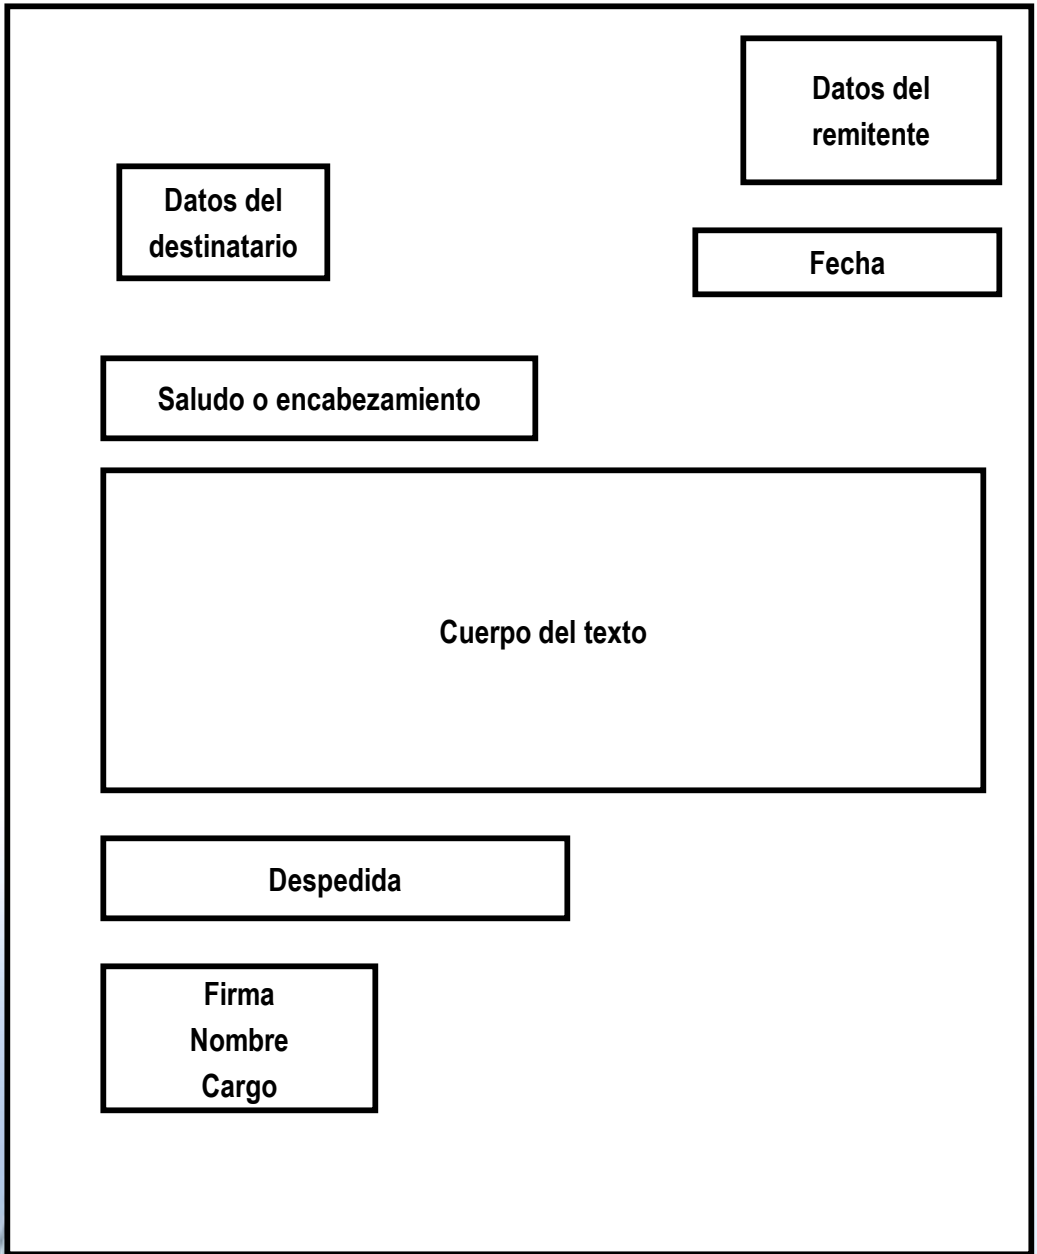 Datos del
remitente
Datos del
destinatario
Fecha
Saludo o encabezamiento
Cuerpo del texto
Despedida
Firma
Nombre
Cargo